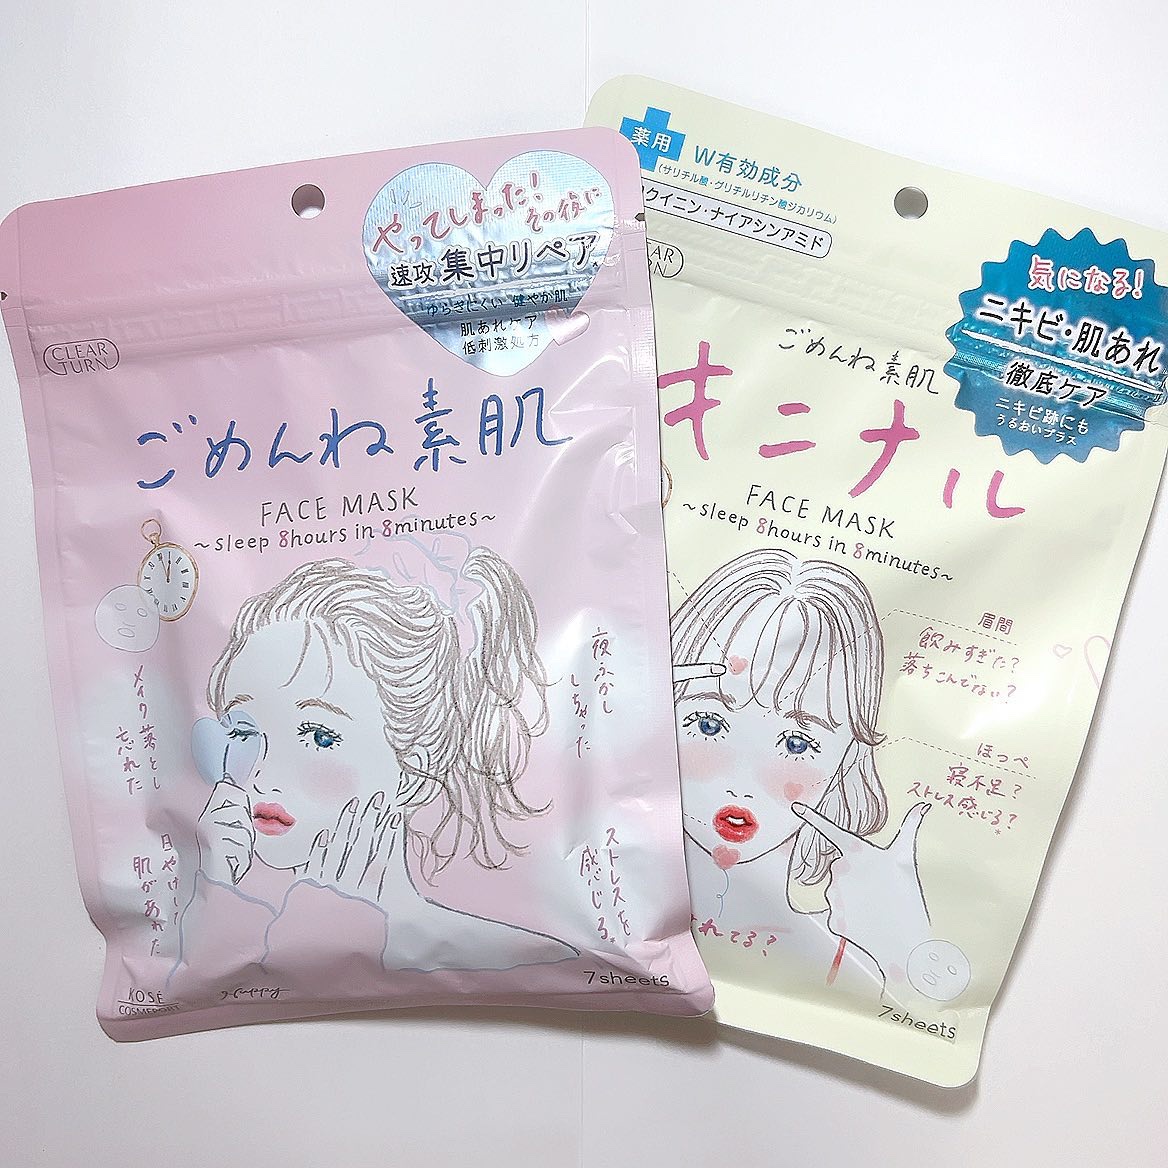 やってしまった!
その夜に
速攻 集中リペア
ゆらぎにくい 健やか肌
肌あれケア
低刺激処方
CLEAR
TURN
ごめんね素肌
FACE MASK
~sleep 8hours in 8minutes~
メイク落とし
忘れた
夜ふかし
しちゃった
日やけして
肌があれた
ストレスを
感じる*
KOSÉ
COSMEPORT
7sheets
薬用
W有効成分
(サリチル酸・グリチルリチン酸ジカリウム)
クイニン・ナイアシンアミド
気になる!
ニキビ・肌あれ
徹底ケア
ニキビ跡にも
うるおいプラス
ごめんね素肌
キニナル
FACE MASK
~sleep 8hours in 8minutes~
眉間
飲みすぎた?
落ちこんでない?
ほっぺ
寝不足?
ストレス感じる*?
れてる?
7sheets